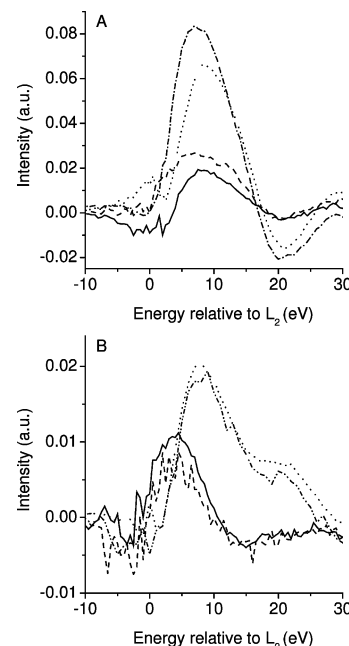 A
0.08
0.06
0.04
0.02
0.00
-0.02
Intensity (a.u.)
-10 0 10 20 30
Energy relative to L2 (eV)
B
0.02
0.01
0.00
-0.01
Intensity (a.u.)
-10 0 10 20 30
Energy relative to L2 (eV)